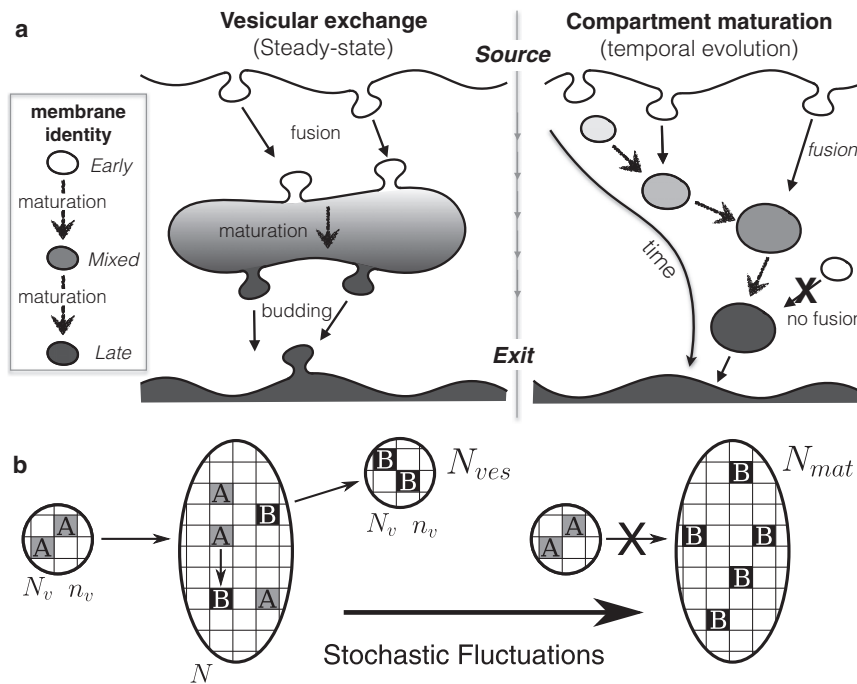 a
Vesicular exchange
(Steady-state)
Source
Compartment maturation
(temporal evolution)
membrane
identity
Early
maturation
Mixed
maturation
Late
fusion
maturation
budding
Exit
fusion
time
X
no fusion
b
A
A
N_v n_v
A
B
A
B
A
N
B
B
N_v n_v
N_ves
A
A
X
B
B
B
B
B
N_mat
Stochastic Fluctuations